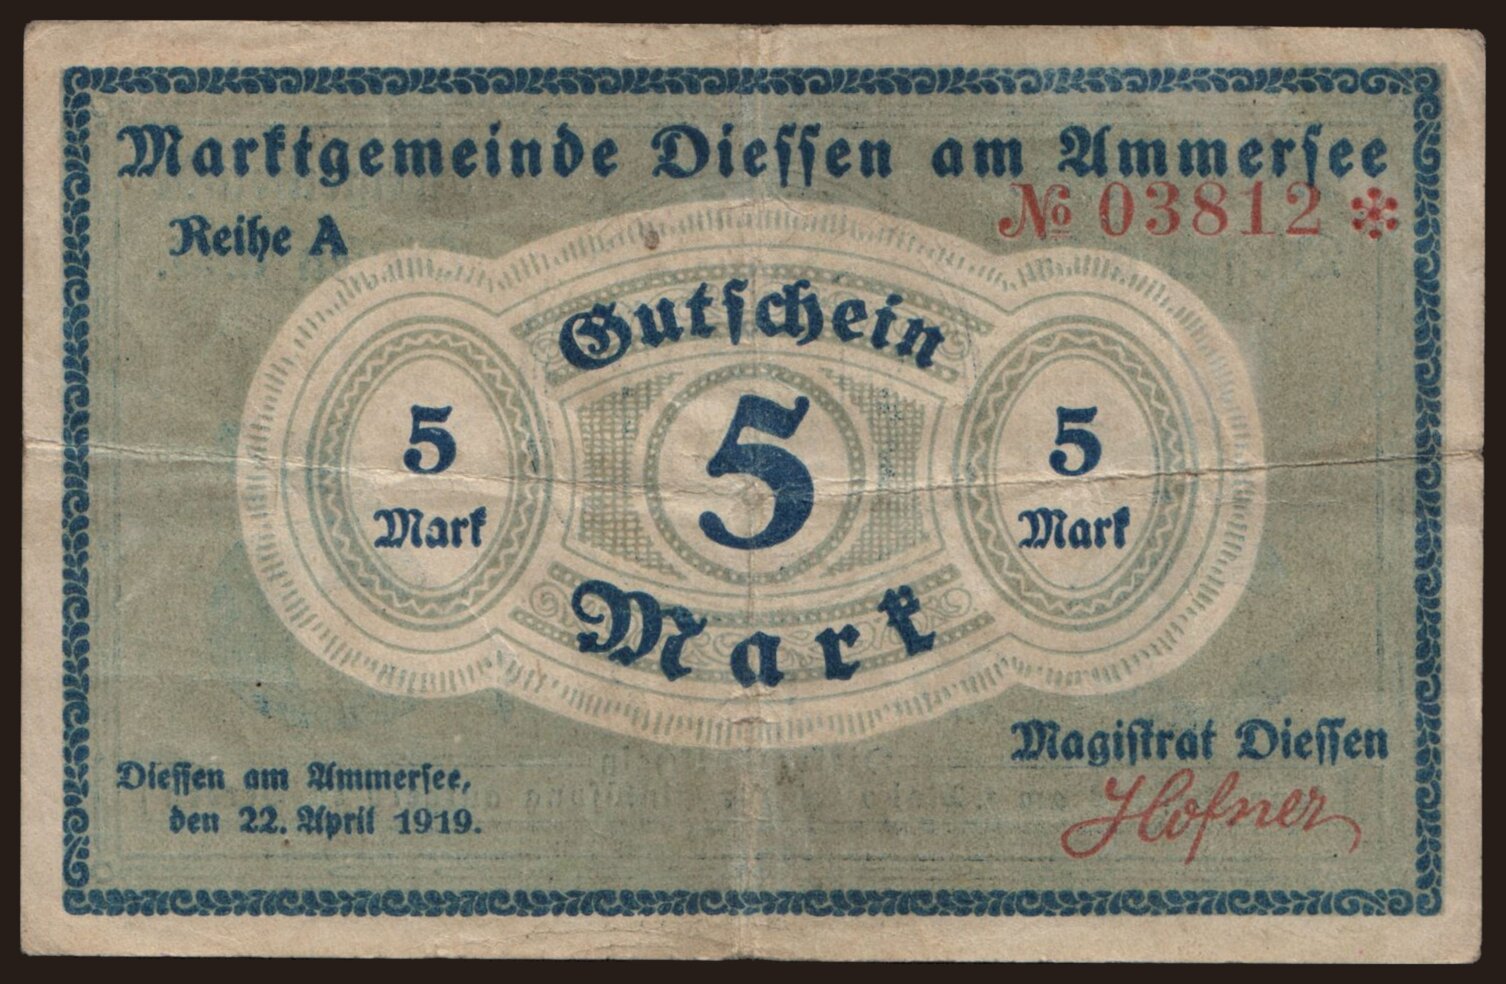 Marktgemeinde Diessen am Ammersee
Reihe A
№ 03812 *
Gutschein
5 Mark
5
Mark
5 Mark
Magistrat Diessen
Hofner
Diessen am Ammersee,
den 22. April 1919.